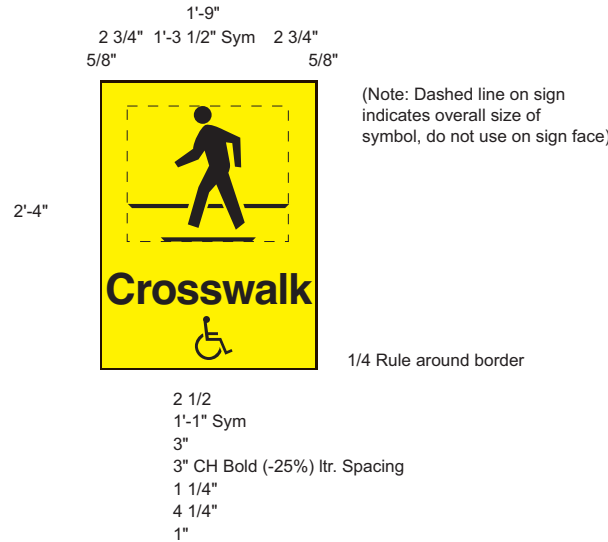 1'-9"
2 3/4" 1'-3 1/2" Sym 2 3/4"
5/8" 5/8"
(Note: Dashed line on sign
indicates overall size of
symbol, do not use on sign face)
2'-4"
Crosswalk
1/4 Rule around border
2 1/2
1'-1" Sym
3"
3" CH Bold (-25%) ltr. Spacing
1 1/4"
4 1/4"
1"